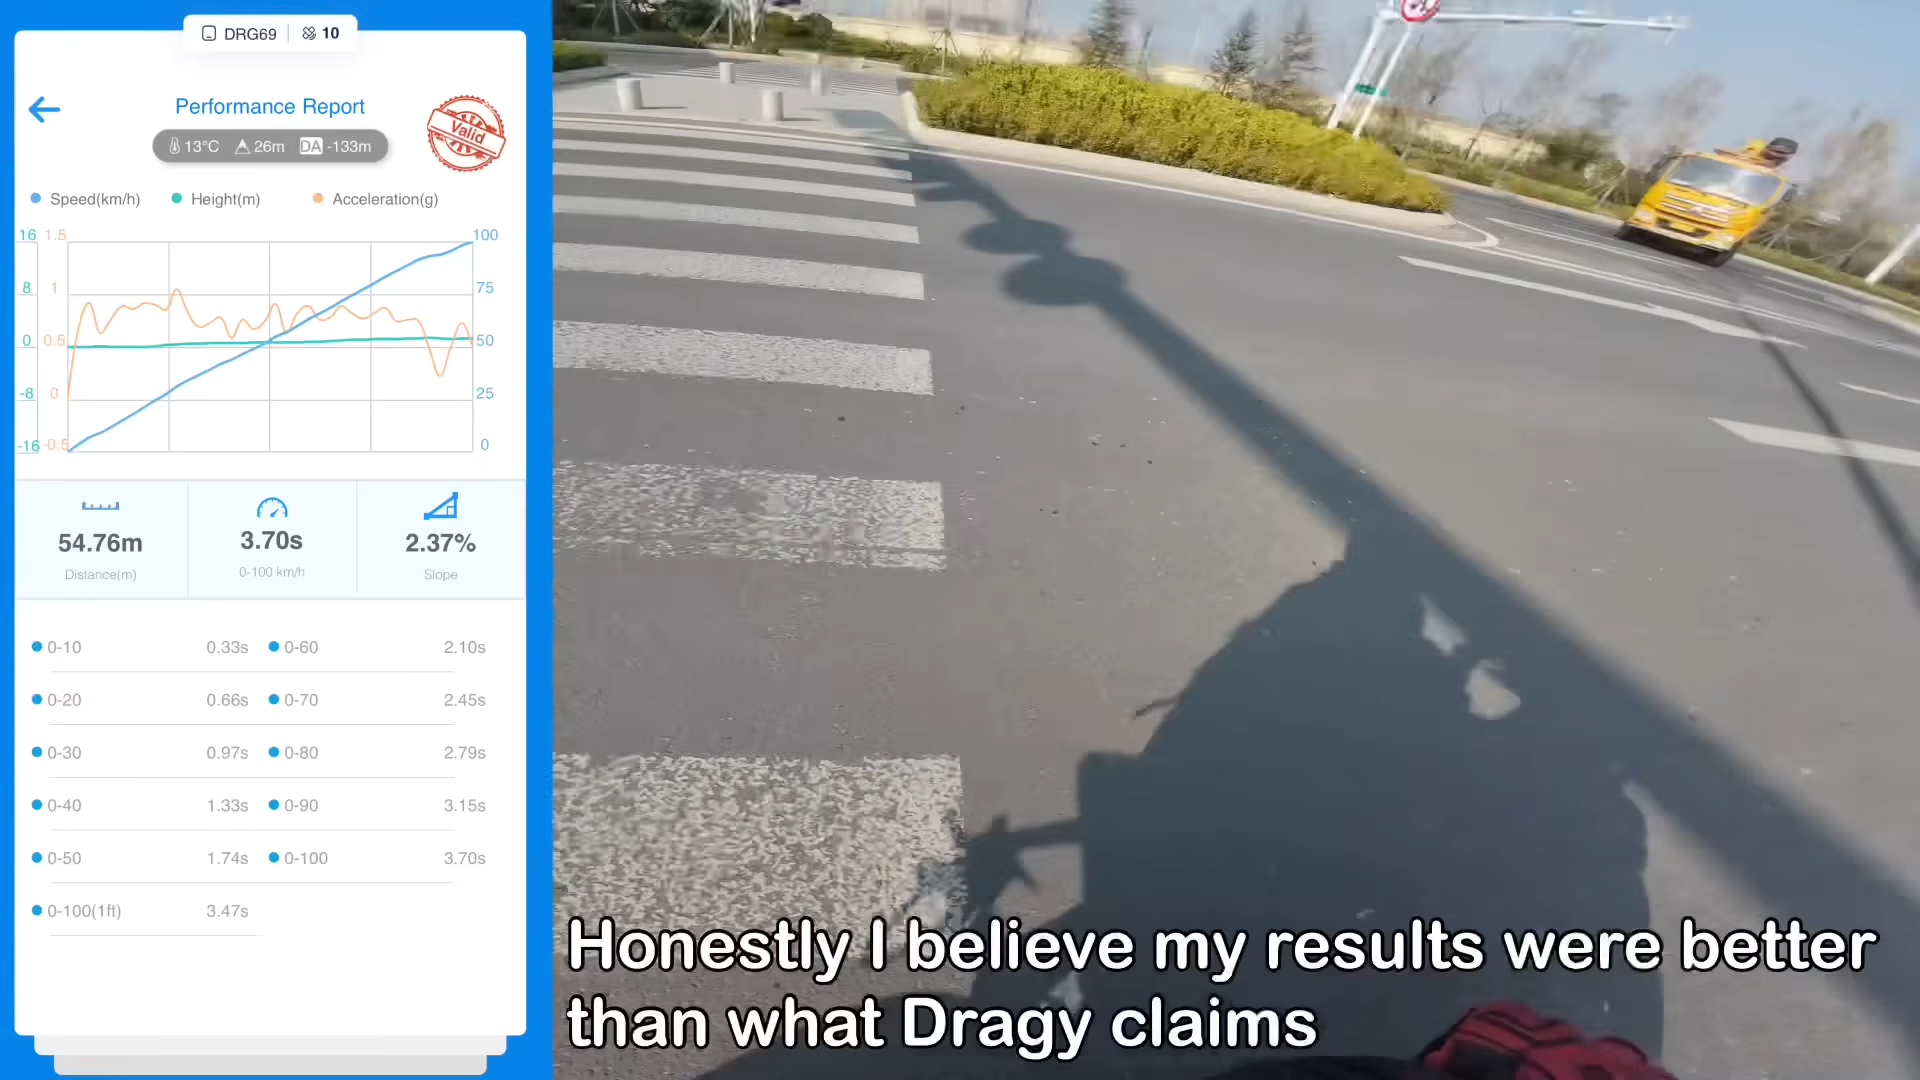 DRG69 10
Performance Report
Valid
13°C 26m DA -133m
Speed(km/h) Height(m) Acceleration(g)
16 1.5 100
8 1 75
0 0.5 50
-8 0 25
-16 -0.5 0
54.76m 3.70s 2.37%
Distance(m) 0-100 km/h Slope
0-10 0.33s 0-60 2.10s
0-20 0.66s 0-70 2.45s
0-30 0.97s 0-80 2.79s
0-40 1.33s 0-90 3.15s
0-50 1.74s 0-100 3.70s
0-100(1ft) 3.47s
Honestly I believe my results were better
than what Dragy claims